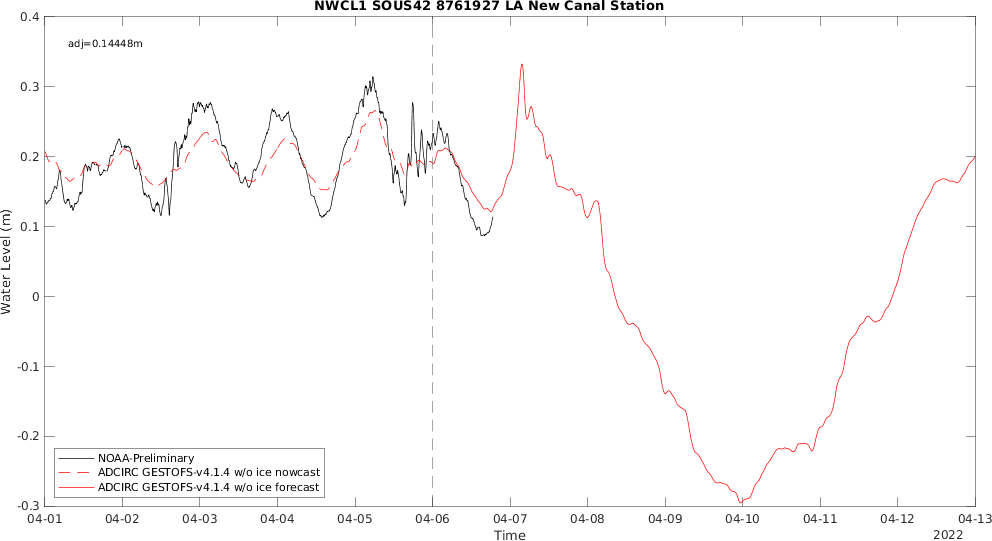 NWCL1 SOUS42 8761927 LA New Canal Station
adj=0.14448m
0.4
0.3
0.2
0.1
0
-0.1
-0.2
-0.3
Water Level (m)
NOAA-Preliminary
ADCIRC GESTOFS-v4.1.4 w/o ice nowcast
ADCIRC GESTOFS-v4.1.4 w/o ice forecast
04-01 04-02 04-03 04-04 04-05 04-06 04-07 04-08 04-09 04-10 04-11 04-12 04-13
Time
2022